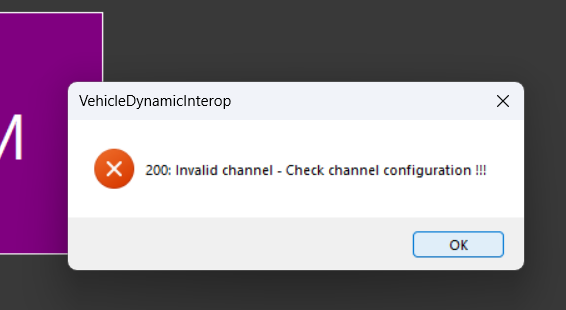 VehicleDynamicInterop
M
200: Invalid channel - Check channel configuration !!!
OK